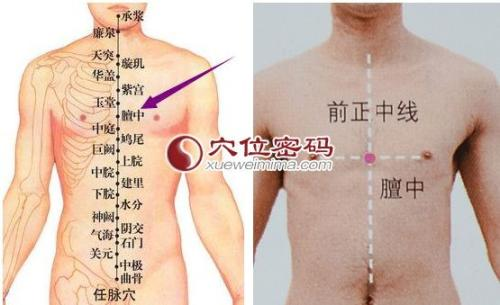 承浆
廉泉
天突
璇玑
华盖
紫宫
玉堂
膻中
中庭
鸠尾
巨阙
上脘
中脘
建里
下脘
水分
神阙
阴交
气海
石门
关元
中极
曲骨
任脉穴
前正中线
膻中
穴位密码
xueweimima.com